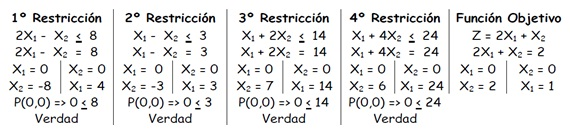 1º Restricción 2º Restricción 3º Restricción 4º Restricción Función Objetivo
2X₁ - X₂ ≤ 8 X₁ - X₂ ≤ 3 X₁ + 2X₂ ≤ 14 X₁ + 4X₂ ≤ 24 Z = 2X₁ + X₂
2X₁ - X₂ = 8 X₁ - X₂ = 3 X₁ + 2X₂ = 14 X₁ + 4X₂ = 24 2X₁ + X₂ = 2
X₁ = 0 X₂ = 0 X₁ = 0 X₂ = 0 X₁ = 0 X₂ = 0 X₁ = 0 X₂ = 0 X₁ = 0 X₂ = 0
X₂ = -8 X₁ = 4 X₂ = -3 X₁ = 3 X₂ = 7 X₁ = 14 X₂ = 6 X₁ = 24 X₂ = 2 X₁ = 1
P(0,0) => 0 ≤ 8 P(0,0) => 0 ≤ 3 P(0,0) => 0 ≤ 14 P(0,0) => 0 ≤ 24
Verdad Verdad Verdad Verdad